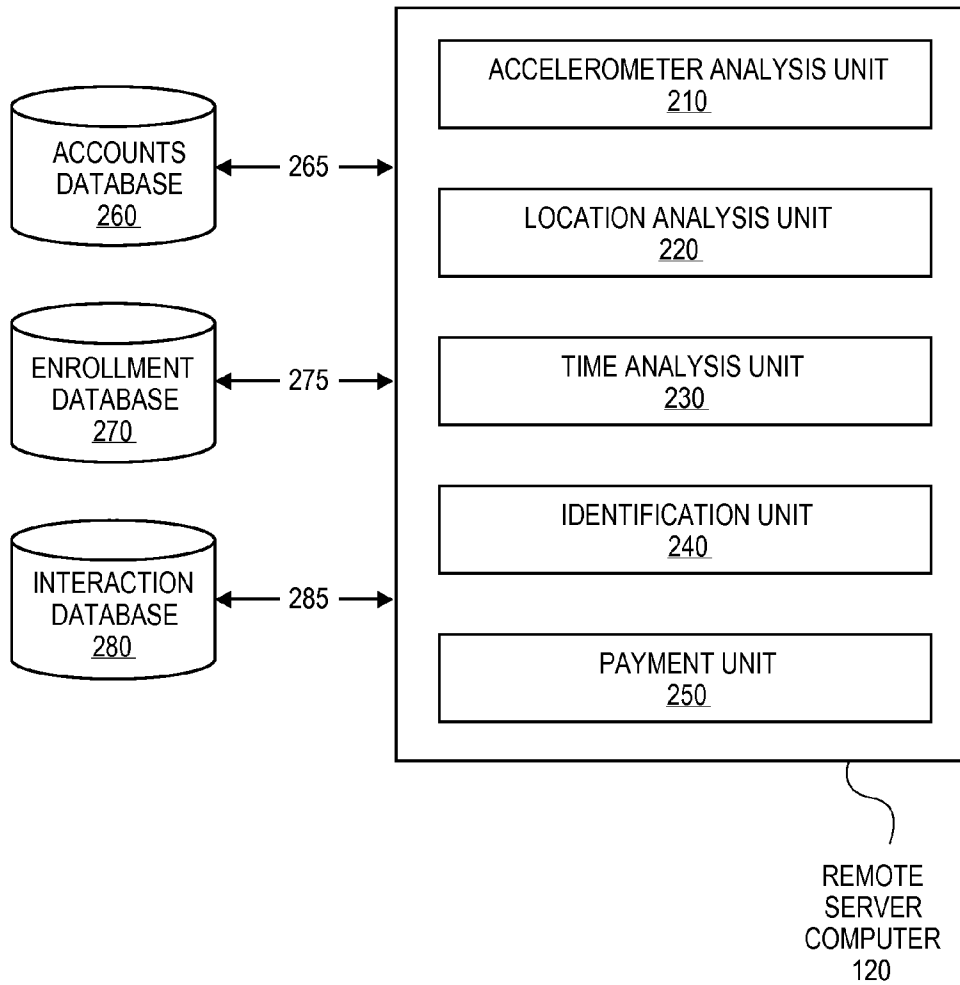 ACCOUNTS
DATABASE
260
265
ENROLLMENT
DATABASE
270
275
INTERACTION
DATABASE
280
285
ACCELEROMETER ANALYSIS UNIT
210
LOCATION ANALYSIS UNIT
220
TIME ANALYSIS UNIT
230
IDENTIFICATION UNIT
240
PAYMENT UNIT
250
REMOTE
SERVER
COMPUTER
120